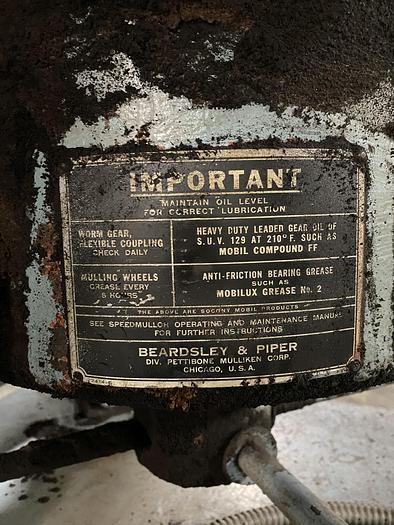 IMPORTANT
MAINTAIN OIL LEVEL
FOR CORRECT LUBRICATION
WORM GEAR,
FLEXIBLE COUPLING
CHECK DAILY
HEAVY DUTY LEADED GEAR OIL OF
S.U.V. 129 AT 210°F. SUCH AS
MOBIL COMPOUND FF
MULLING WHEELS
GREASE EVERY
8 HOURS
ANTI-FRICTION BEARING GREASE
SUCH AS
MOBILUX GREASE No. 2
THE ABOVE ARE SOCONY MOBIL PRODUCTS
SEE SPEEDMULLOR OPERATING AND MAINTENANCE MANUAL
FOR FURTHER INSTRUCTIONS
BEARDSLEY & PIPER
DIV. PETTIBONE MULLIKEN CORP.
CHICAGO, U.S.A.